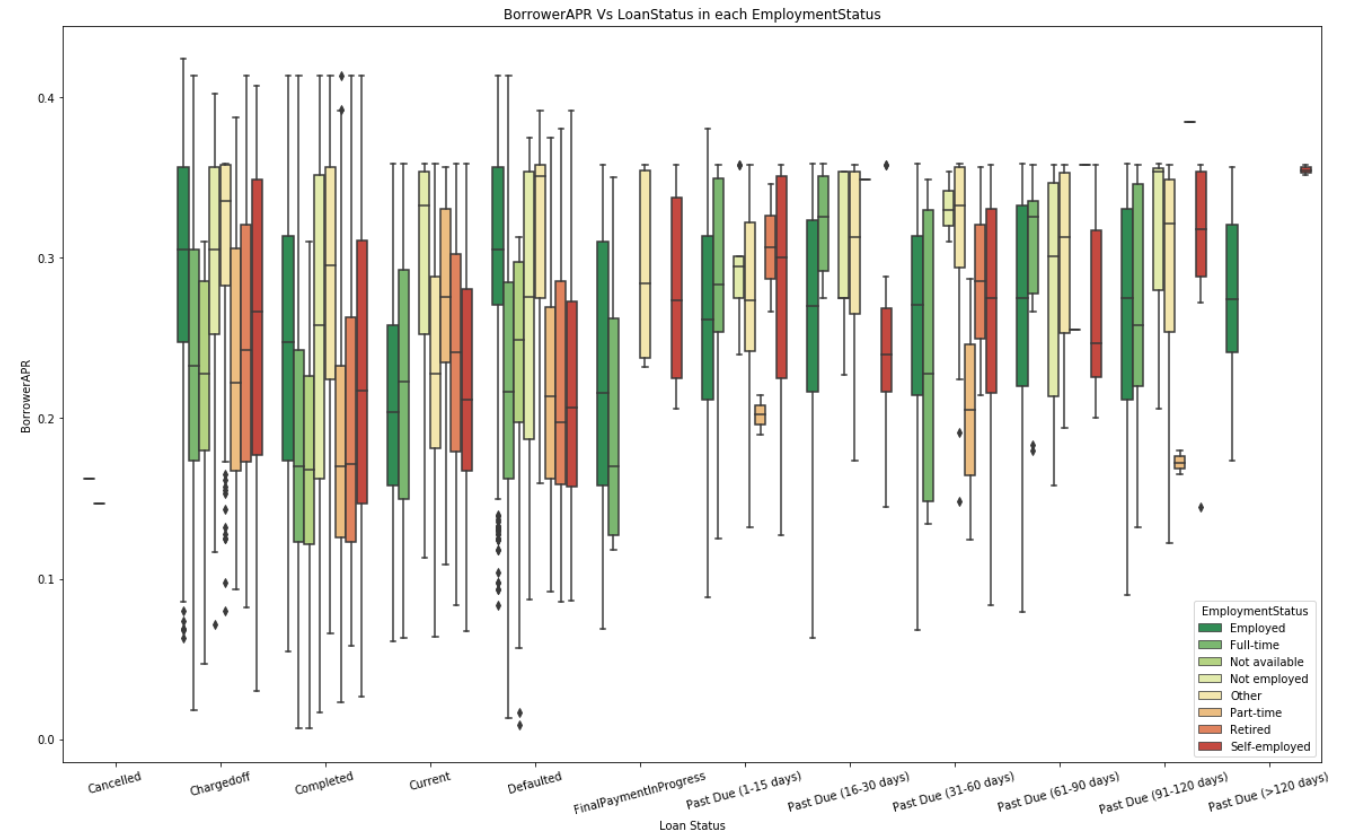 BorrowerAPR Vs LoanStatus in each EmploymentStatus
BorrowerAPR
0.4
0.3
0.2
0.1
0.0
EmploymentStatus
Employed
Full-time
Not available
Not employed
Other
Part-time
Retired
Self-employed
Cancelled
Chargedoff
Completed
Current
Defaulted
FinalPaymentInProgress
Past Due (1-15 days)
Past Due (16-30 days)
Past Due (31-60 days)
Past Due (61-90 days)
Past Due (91-120 days)
Past Due (>120 days)
Loan Status